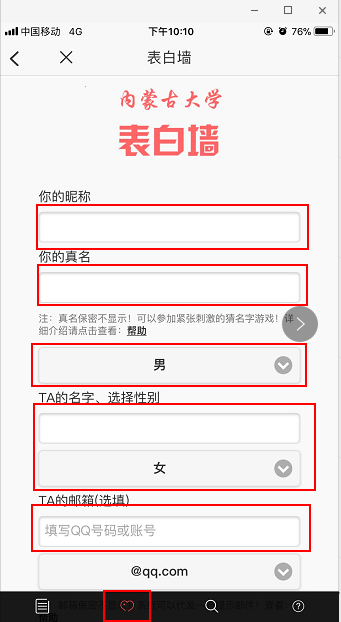 中国移动 4G 下午10:10 76%
表白墙
内蒙古大学
表白墙
你的昵称
你的真名
注：真名保密不显示！可以参加紧张刺激的猜名字游戏！详
细介绍请点击查看：帮助
男
TA的名字、选择性别
女
TA的邮箱(选填)
填写QQ号码或账号
@qq.com